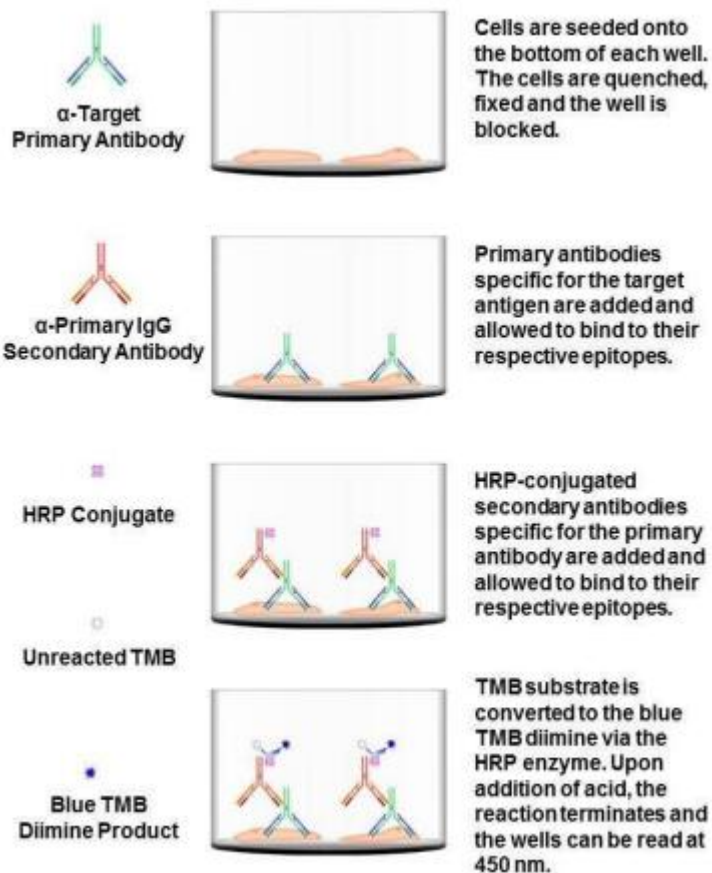 α-Target
Primary Antibody
Cells are seeded onto
the bottom of each well.
The cells are quenched,
fixed and the well is
blocked.
α-Primary IgG
Secondary Antibody
Primary antibodies
specific for the target
antigen are added and
allowed to bind to their
respective epitopes.
HRP Conjugate
HRP-conjugated
secondary antibodies
specific for the primary
antibody are added and
allowed to bind to their
respective epitopes.
Unreacted TMB
TMB substrate is
converted to the blue
TMB diimine via the
HRP enzyme. Upon
addition of acid, the
reaction terminates and
the wells can be read at
450 nm.
Blue TMB
Diimine Product